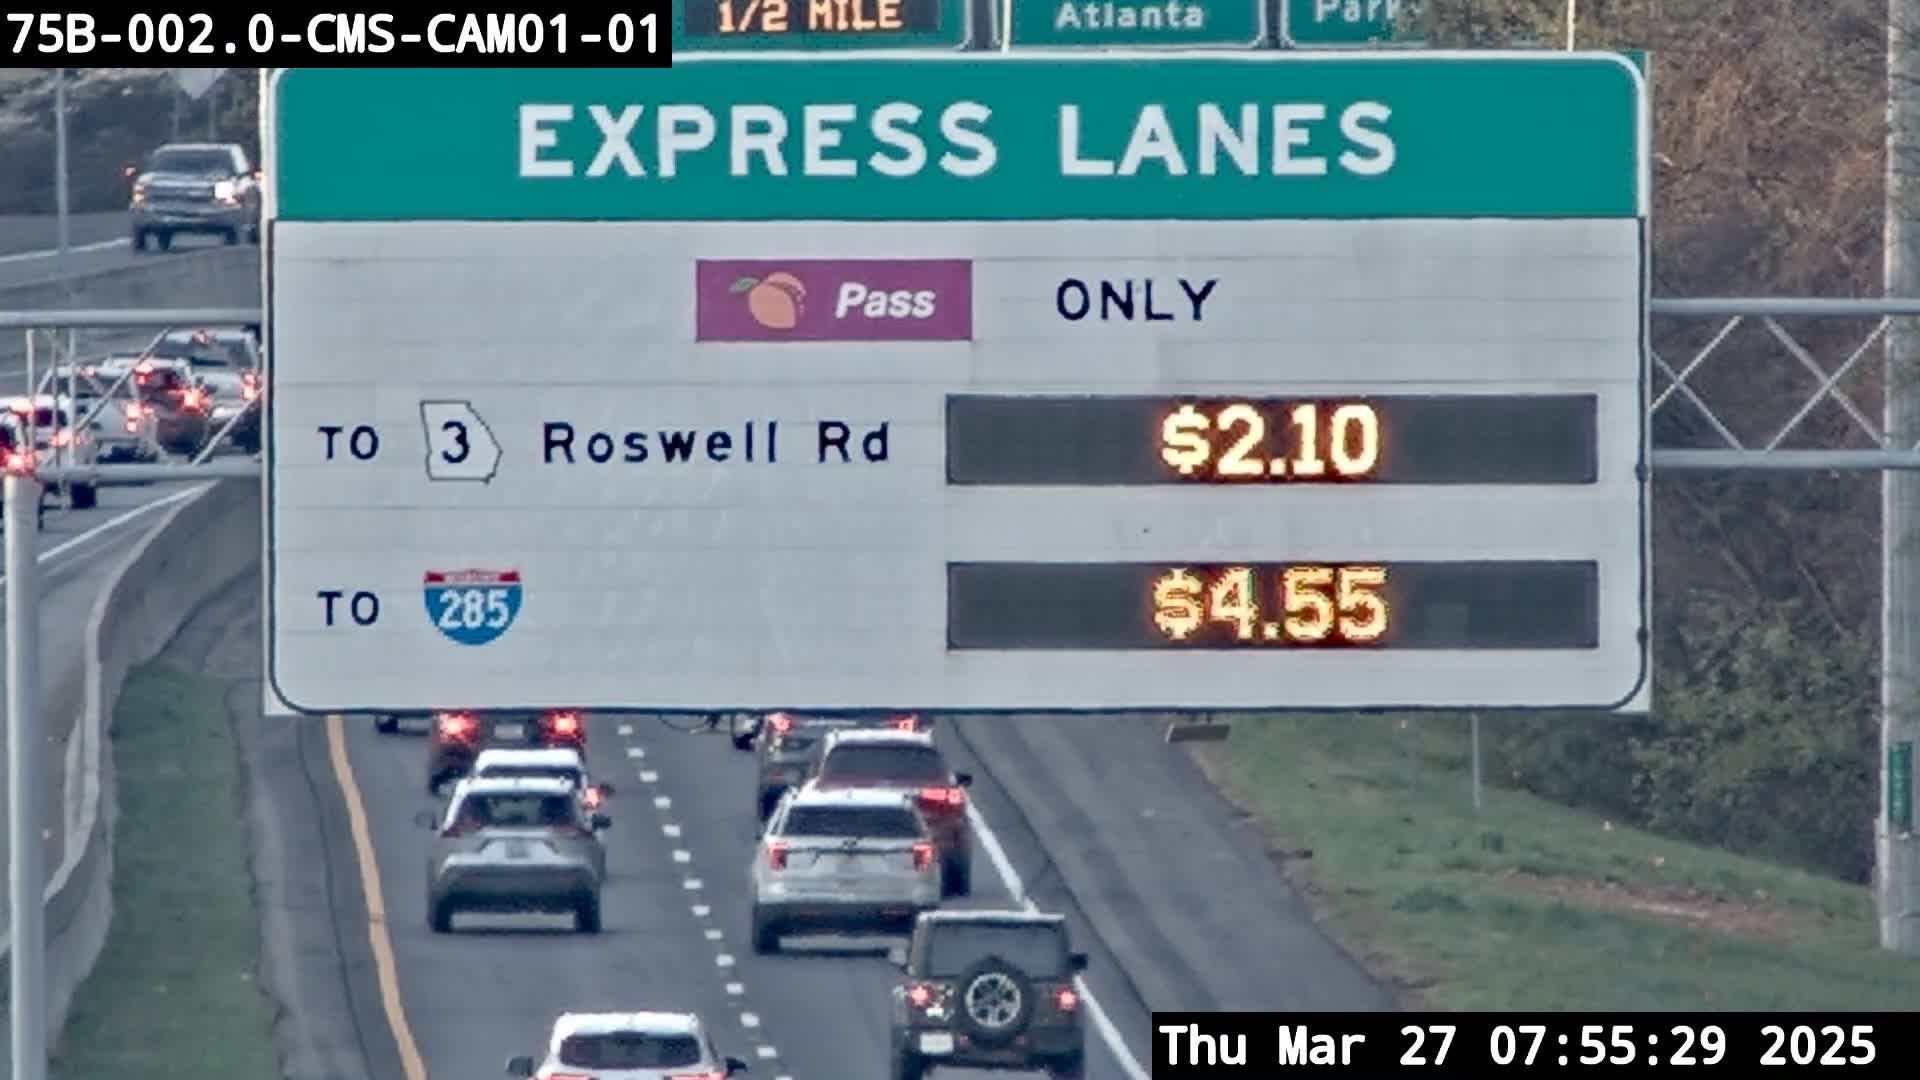 75B-002.0-CMS-CAM01-01
1/2 MILE
Atlanta
EXPRESS LANES
Pass ONLY
TO 3 Roswell Rd $2.10
TO 285 $4.55
Thu Mar 27 07:55:29 2025